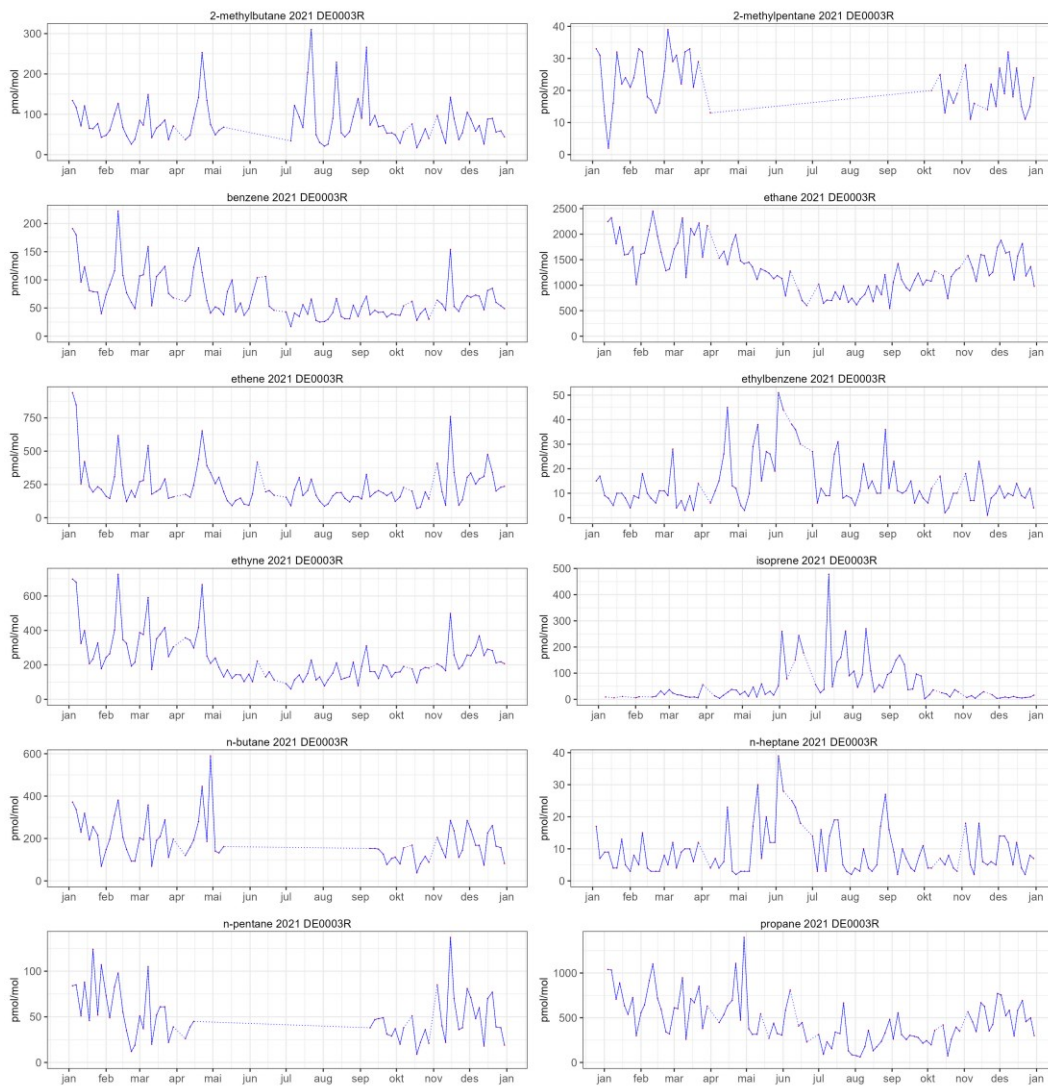 2-methylbutane 2021 DE0003R
pmol/mol
300
200
100
0
jan feb mar apr mai jun jul aug sep okt nov des jan
2-methylpentane 2021 DE0003R
pmol/mol
40
30
20
10
0
jan feb mar apr mai jun jul aug sep okt nov des jan
benzene 2021 DE0003R
pmol/mol
200
150
100
50
0
jan feb mar apr mai jun jul aug sep okt nov des jan
ethane 2021 DE0003R
pmol/mol
2500
2000
1500
1000
500
0
jan feb mar apr mai jun jul aug sep okt nov des jan
ethene 2021 DE0003R
pmol/mol
750
500
250
0
jan feb mar apr mai jun jul aug sep okt nov des jan
ethylbenzene 2021 DE0003R
pmol/mol
50
40
30
20
10
0
jan feb mar apr mai jun jul aug sep okt nov des jan
ethyne 2021 DE0003R
pmol/mol
600
400
200
0
jan feb mar apr mai jun jul aug sep okt nov des jan
isoprene 2021 DE0003R
pmol/mol
500
400
300
200
100
0
jan feb mar apr mai jun jul aug sep okt nov des jan
n-butane 2021 DE0003R
pmol/mol
600
400
200
0
jan feb mar apr mai jun jul aug sep okt nov des jan
n-heptane 2021 DE0003R
pmol/mol
40
30
20
10
0
jan feb mar apr mai jun jul aug sep okt nov des jan
n-pentane 2021 DE0003R
pmol/mol
100
50
0
jan feb mar apr mai jun jul aug sep okt nov des jan
propane 2021 DE0003R
pmol/mol
1000
500
0
jan feb mar apr mai jun jul aug sep okt nov des jan